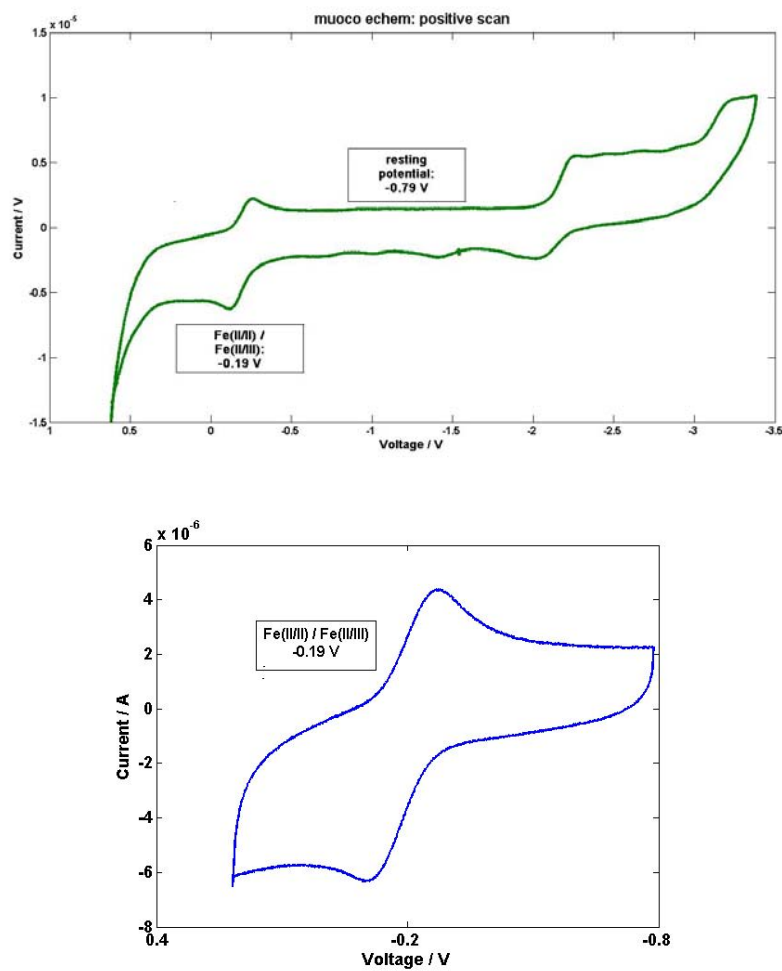 muoco echem: positive scan
x 10^-5
1.5
1
0.5
0
-0.5
-1
-1.5
Current / V
resting
potential:
-0.79 V
Fe(II/II) /
Fe(II/III):
-0.19 V
1 0.5 0 -0.5 -1 -1.5 -2 -2.5 -3 -3.5
Voltage / V
x 10^-6
6
4
2
0
-2
-4
-6
-8
Current / A
Fe(II/II) / Fe(II/III)
-0.19 V
0.4 -0.2 -0.8
Voltage / V